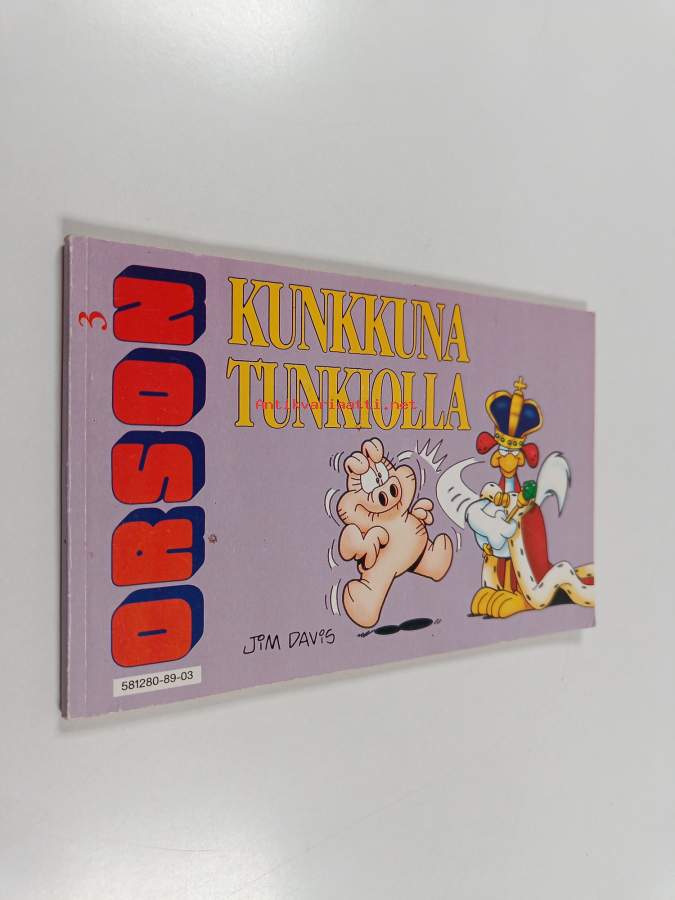 3
ORSON
KUNKKUNA
TUNKIOLLA
antikvariaatti.net
JIM DAVIS
581280-89-03